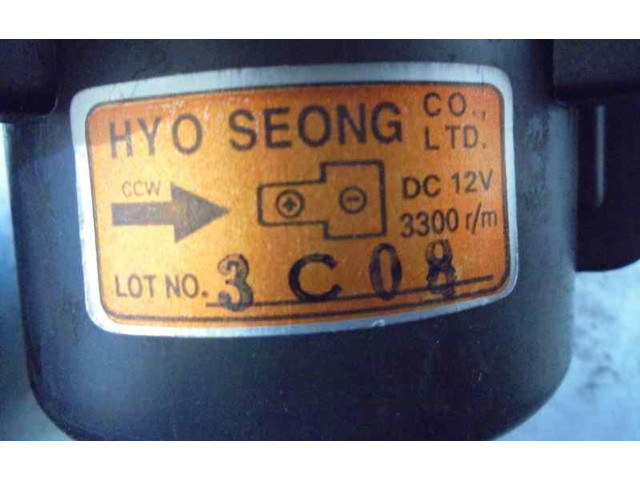 HYO SEONG CO., LTD.
CCW
DC 12V
3300 r/m
LOT NO. 3 C 0 8